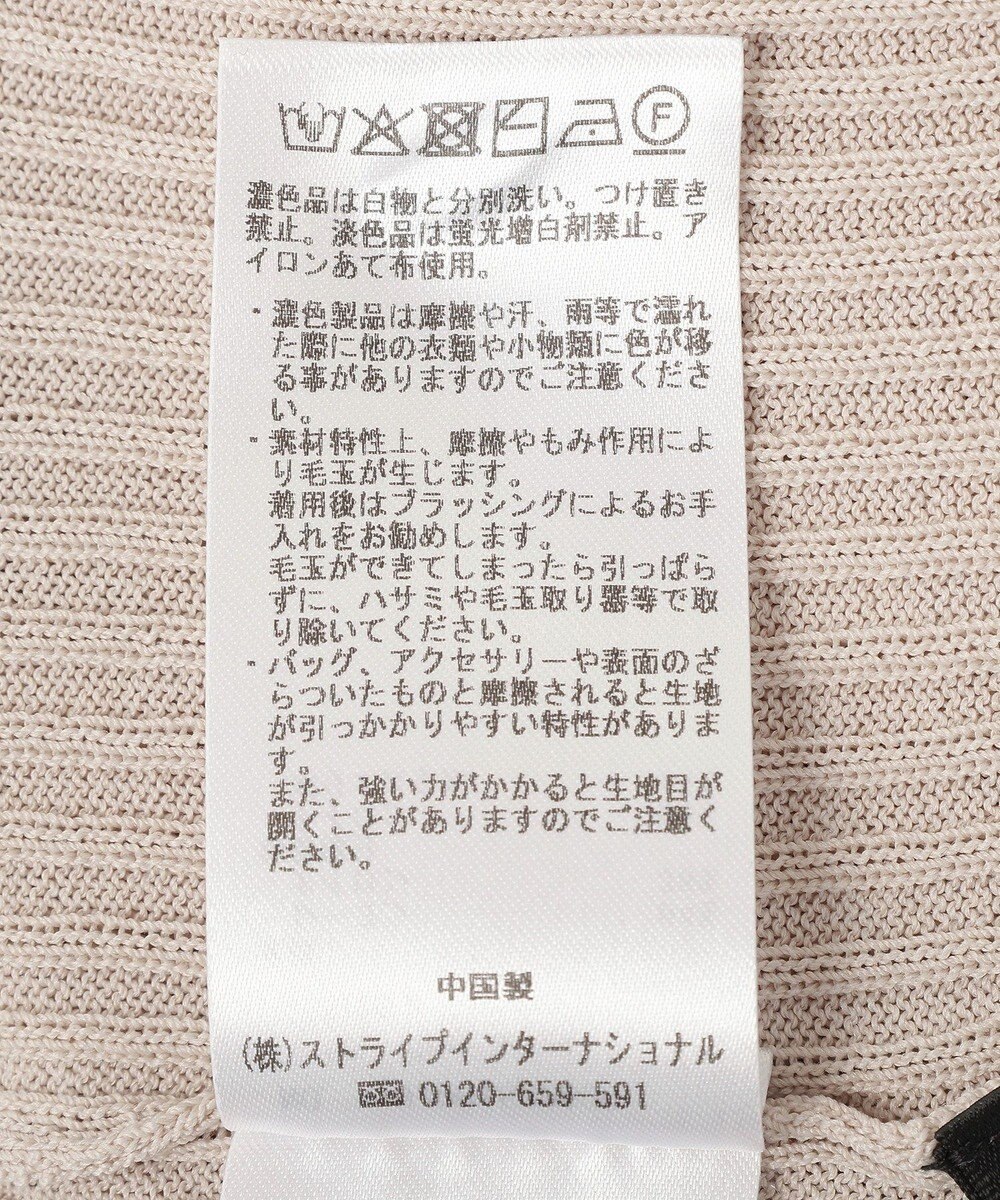 F
濃色品は白物と分別洗い。つけ置き
禁止。淡色品は蛍光増白剤禁止。ア
イロンあて布使用。
・濃色製品は摩擦や汗、雨等で濡れ
た際に他の衣類や小物類に色が移
る事がありますのでご注意くださ
い。
・素材特性上、摩擦やもみ作用によ
り毛玉が生じます。
着用後はブラッシングによるお手
入れをお勧めします。
毛玉ができてしまったら引っぱら
ずに、ハサミや毛玉取り器等で取
り除いてください。
・バッグ、アクセサリーや表面のざ
らついたものと摩擦されると生地
が引っかかりやすい特性がありま
す。
また、強い力がかかると生地目が
開くことがありますのでご注意く
ださい。
中国製
(株)ストライプインターナショナル
0120-659-591